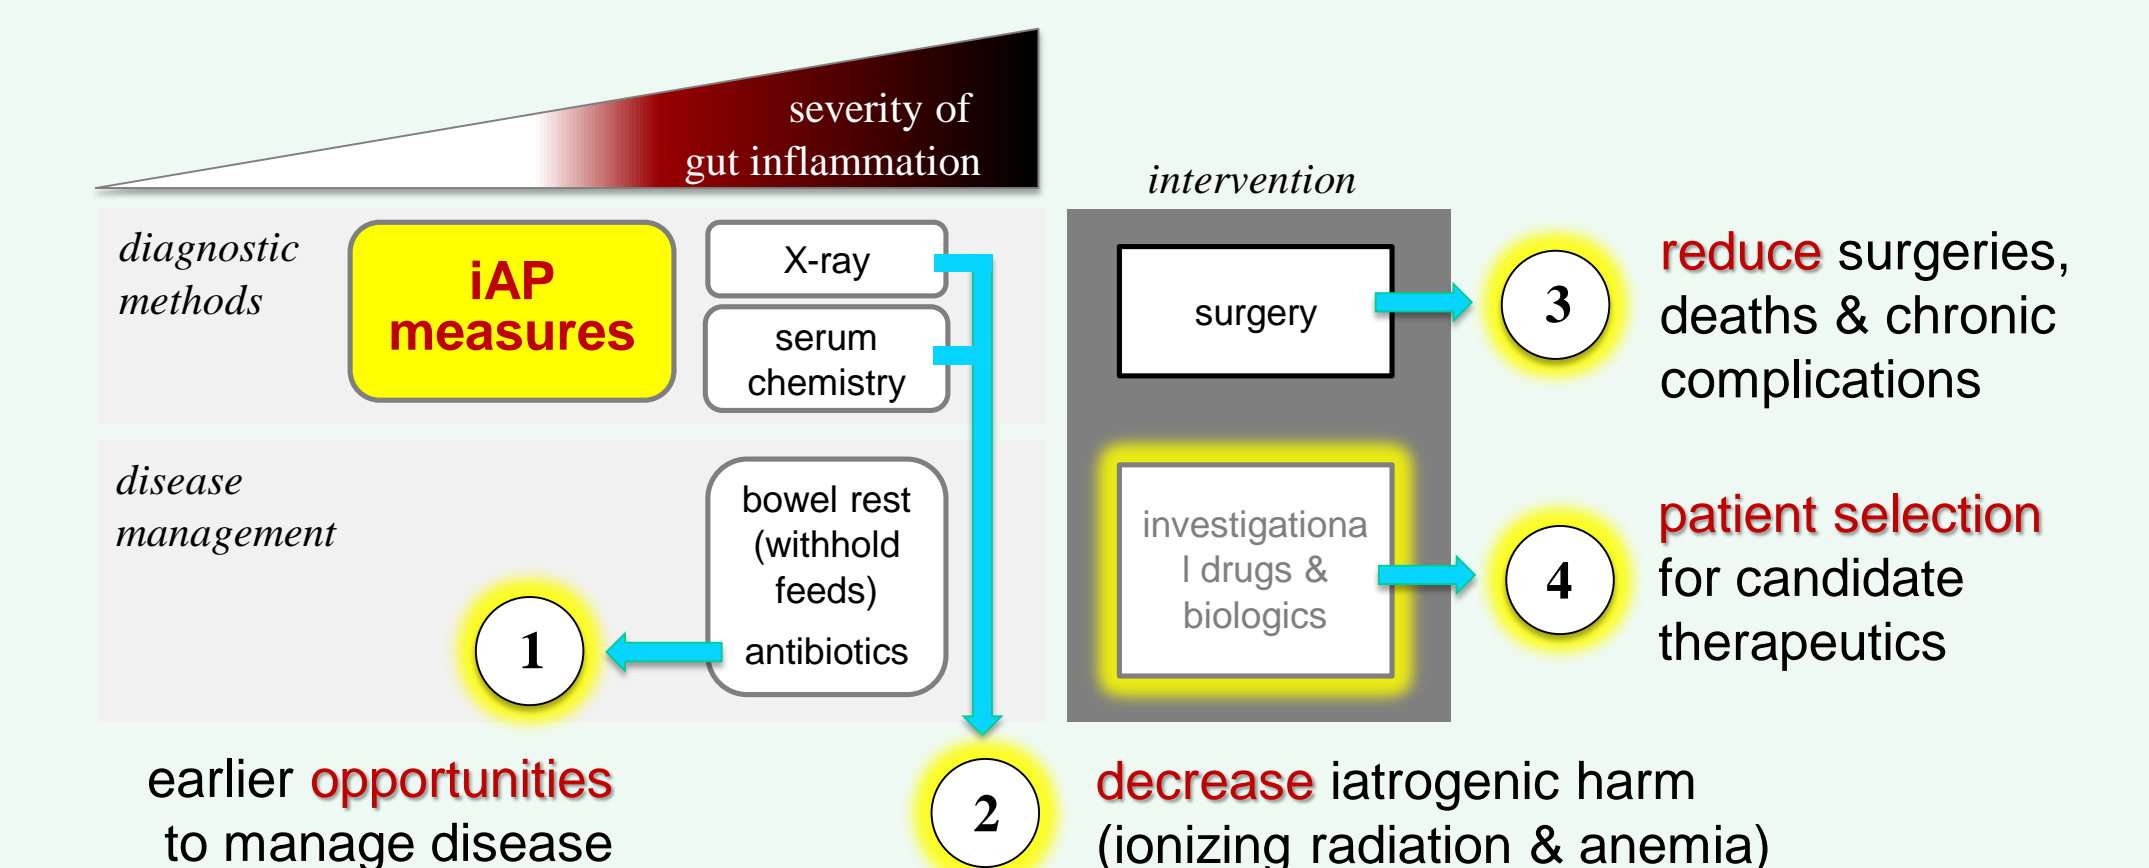 severity of
gut inflammation
intervention
diagnostic
methods
iAP
measures
X-ray
serum
chemistry
surgery
3
reduce surgeries,
deaths & chronic
complications
disease
management
bowel rest
(withhold
feeds)
antibiotics
1
investigationa
l drugs &
biologics
4
patient selection
for candidate
therapeutics
earlier opportunities
to manage disease
2
decrease iatrogenic harm
(ionizing radiation & anemia)